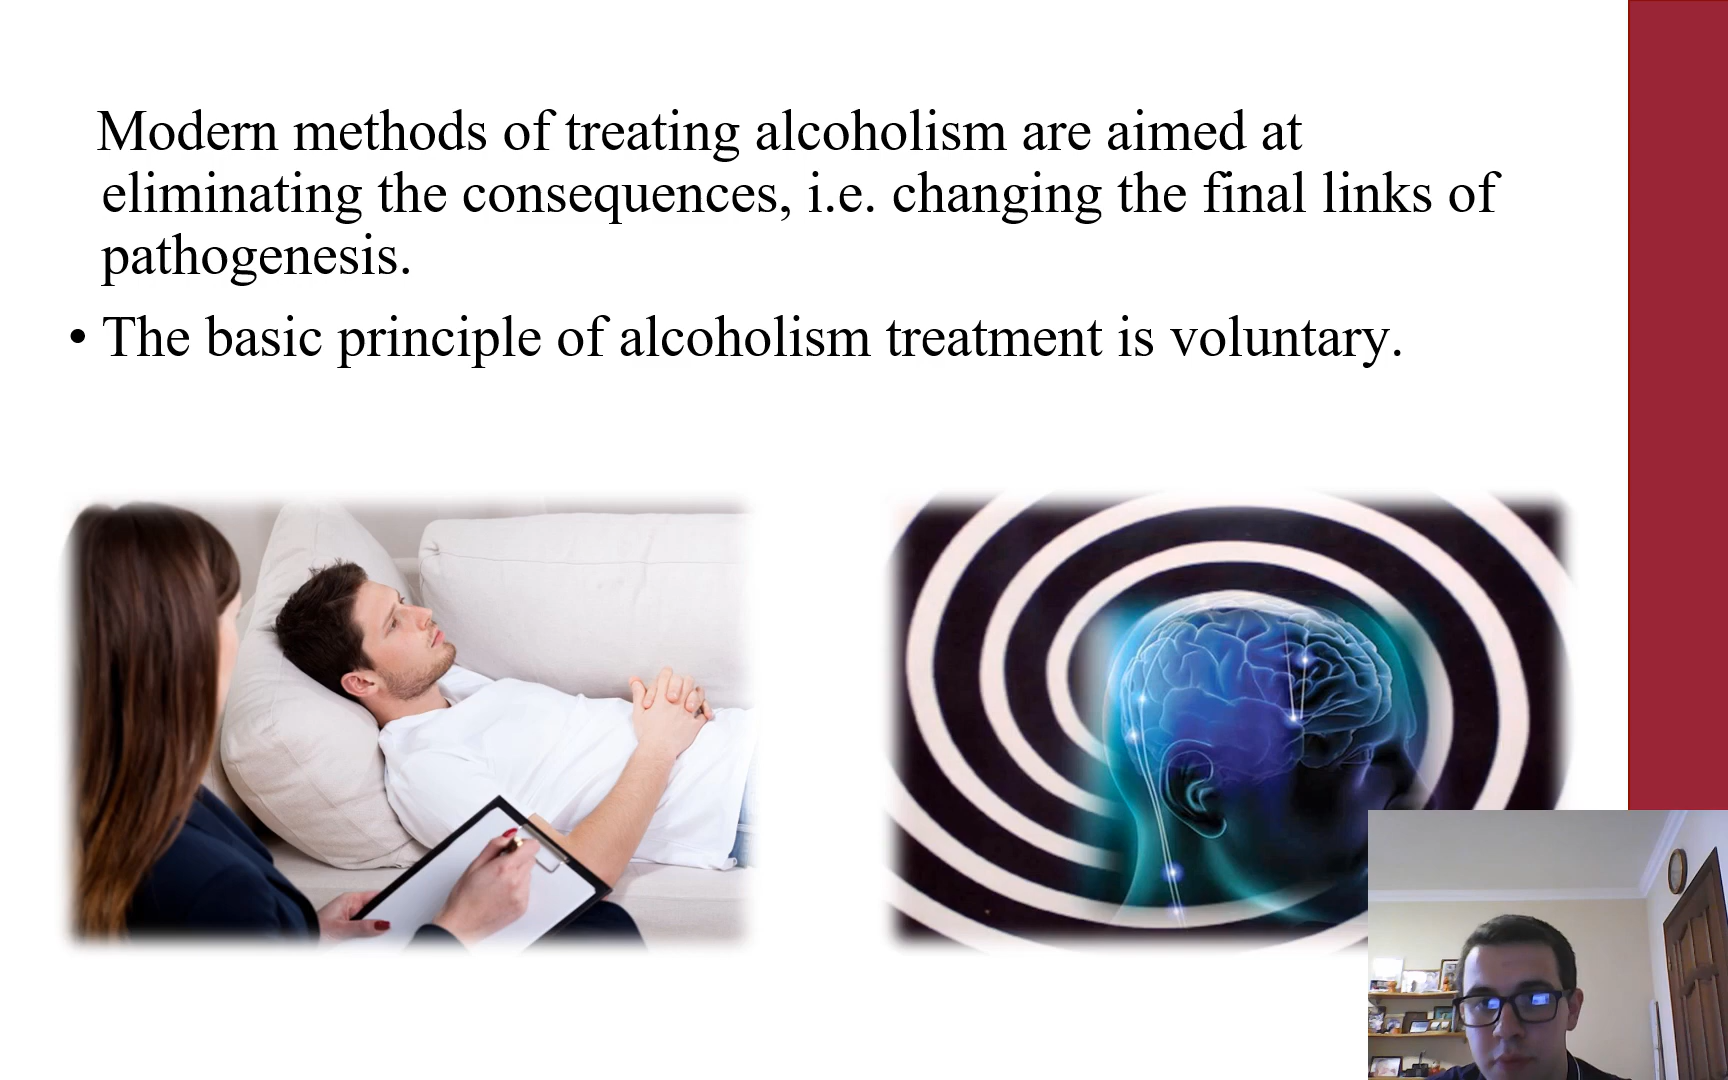 Modern methods of treating alcoholism are aimed at
eliminating the consequences, i.e. changing the final links of
pathogenesis.
• The basic principle of alcoholism treatment is voluntary.